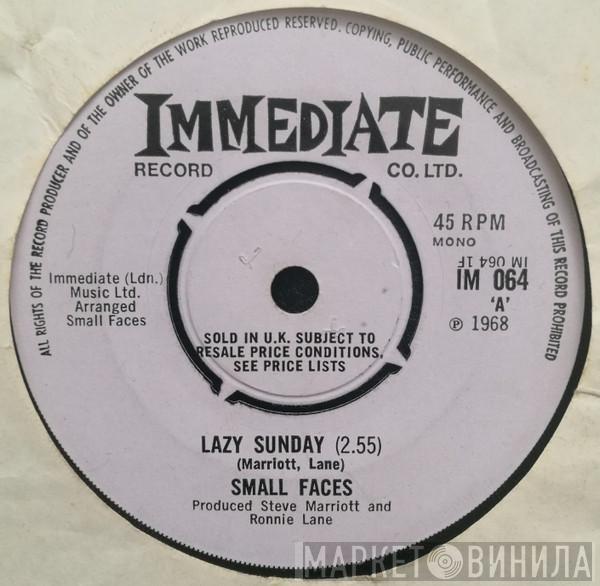 ALL RIGHTS OF THE RECORD PRODUCER AND OF THE OWNER OF THE WORK REPRODUCED RESERVED. COPYING, PUBLIC PERFORMANCE AND BROADCASTING OF THIS RECORD PROHIBITED
IMMEDIATE
RECORD CO. LTD.
45 RPM
MONO
IM 064 1F
IM 064
'A'
℗ 1968
Immediate (Ldn.)
Music Ltd.
Arranged
Small Faces
SOLD IN U.K. SUBJECT TO
RESALE PRICE CONDITIONS,
SEE PRICE LISTS
LAZY SUNDAY (2.55)
(Marriott, Lane)
SMALL FACES
Produced Steve Marriott and
Ronnie Lane
МАРКЕТ ВИНИЛА